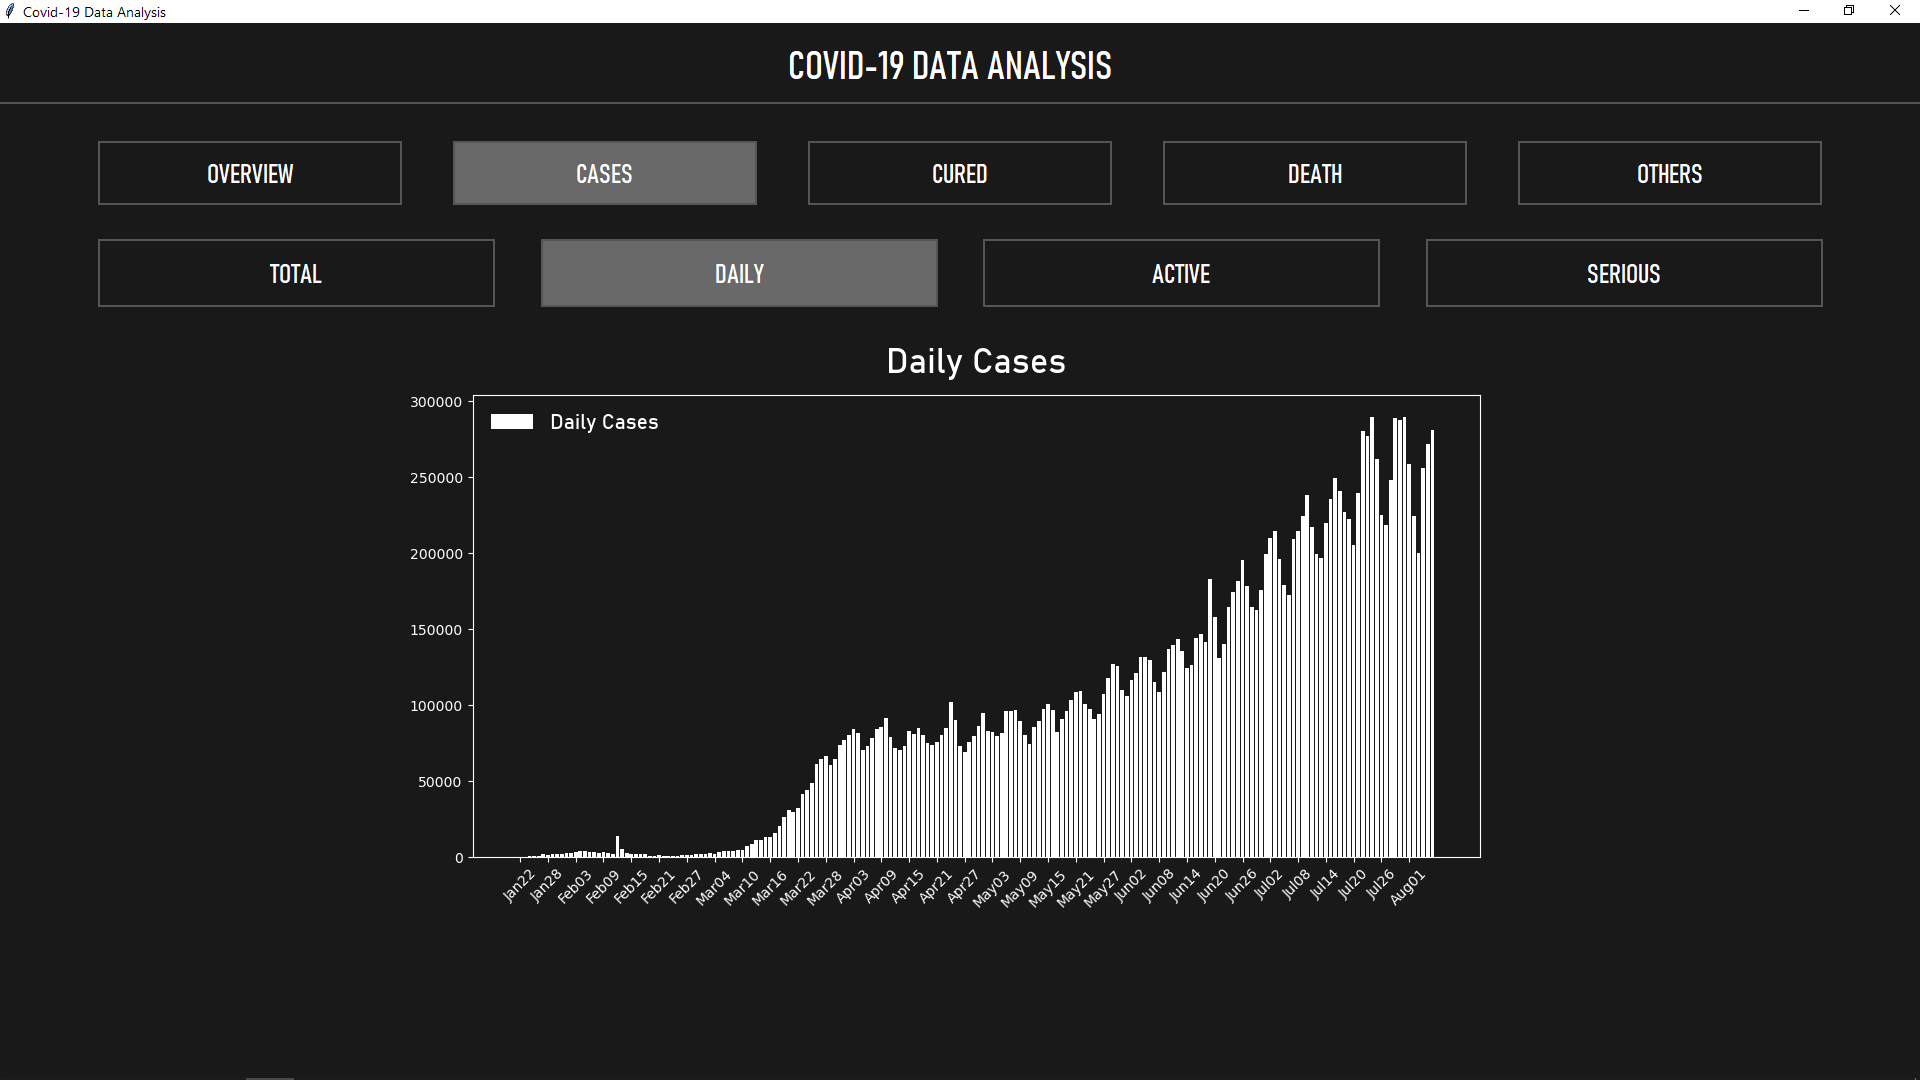 Covid-19 Data Analysis
COVID-19 DATA ANALYSIS
OVERVIEW CASES CURED DEATH OTHERS
TOTAL DAILY ACTIVE SERIOUS
Daily Cases
Daily Cases
300000
250000
200000
150000
100000
50000
0
Jan22 Jan28 Feb03 Feb09 Feb15 Feb21 Feb27 Mar04 Mar10 Mar16 Mar22 Mar28 Apr03 Apr09 Apr15 Apr21 Apr27 May03 May09 May15 May21 May27 Jun02 Jun08 Jun14 Jun20 Jun26 Jul02 Jul08 Jul14 Jul20 Jul26 Aug01